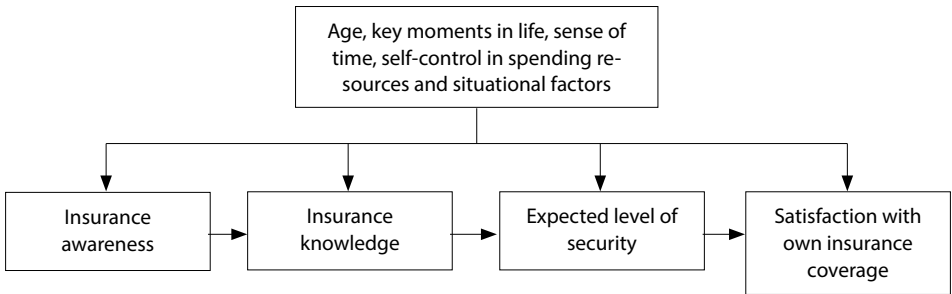 Age, key moments in life, sense of
time, self-control in spending re-
sources and situational factors
Insurance
awareness
Insurance
knowledge
Expected level of
security
Satisfaction with
own insurance
coverage